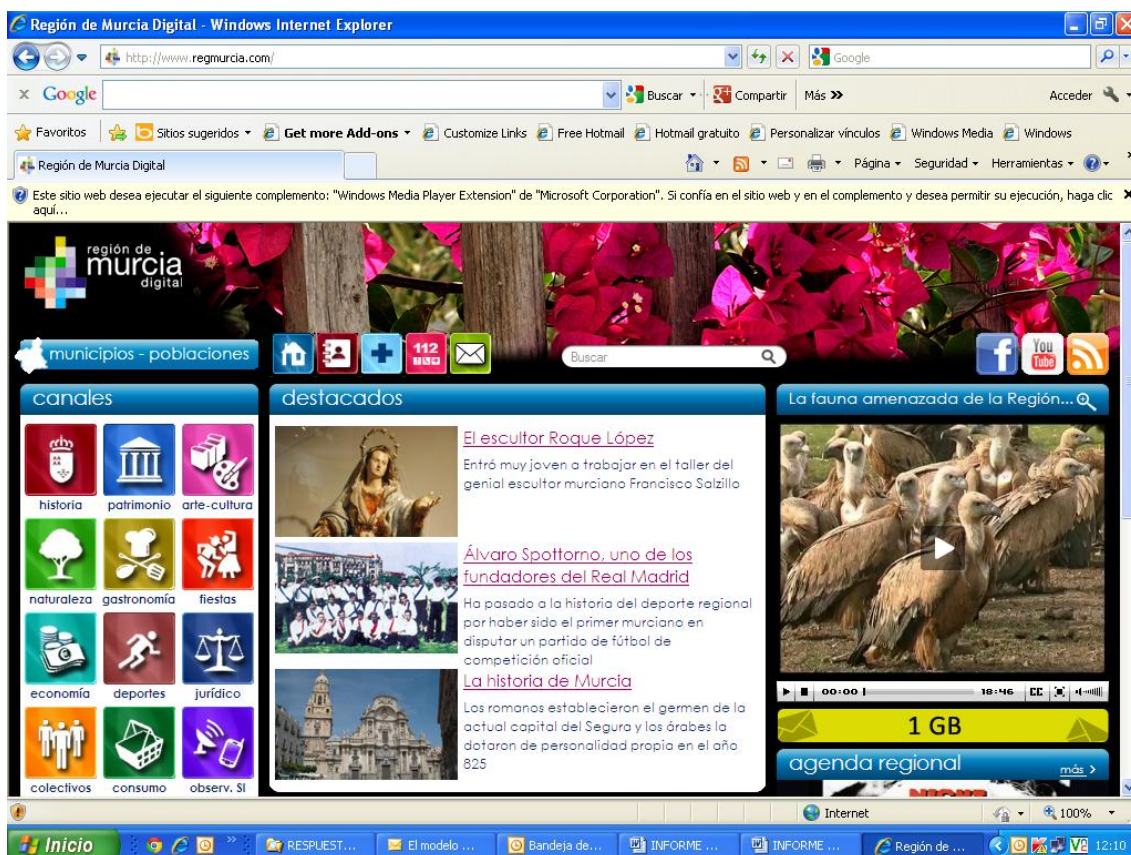 Región de Murcia Digital - Windows Internet Explorer
http://www.regmurcia.com/
Google
x Google
Buscar
Compartir
Más »
Acceder
Favoritos
Sitios sugeridos
Get more Add-ons
Customize Links
Free Hotmail
Hotmail gratuito
Personalizar vínculos
Windows Media
Windows
Región de Murcia Digital
Página
Seguridad
Herramientas
Este sitio web desea ejecutar el siguiente complemento: "Windows Media Player Extension" de "Microsoft Corporation". Si confía en el sitio web y en el complemento y desea permitir su ejecución, haga clic
aquí...
región de
murcia
digital
municipios - poblaciones
112
Buscar
You
Tube
canales
historia
patrimonio
arte-cultura
naturaleza
gastronomía
fiestas
economía
deportes
jurídico
colectivos
consumo
observ. SI
destacados
El escultor Roque López
Entró muy joven a trabajar en el taller del
genial escultor murciano Francisco Salzillo
Álvaro Spottorno, uno de los
fundadores del Real Madrid
Ha pasado a la historia del deporte regional
por haber sido el primer murciano en
disputar un partido de fútbol de
competición oficial
La historia de Murcia
Los romanos establecieron el germen de la
actual capital del Segura y los árabes la
dotaron de personalidad propia en el año
825
La fauna amenazada de la Región...
00:00
18:46
CC
1 GB
agenda regional
más >
Internet
100%
Inicio
RESPUEST...
El modelo ...
Bandeja de...
INFORME ...
INFORME ...
Región de ...
12:10